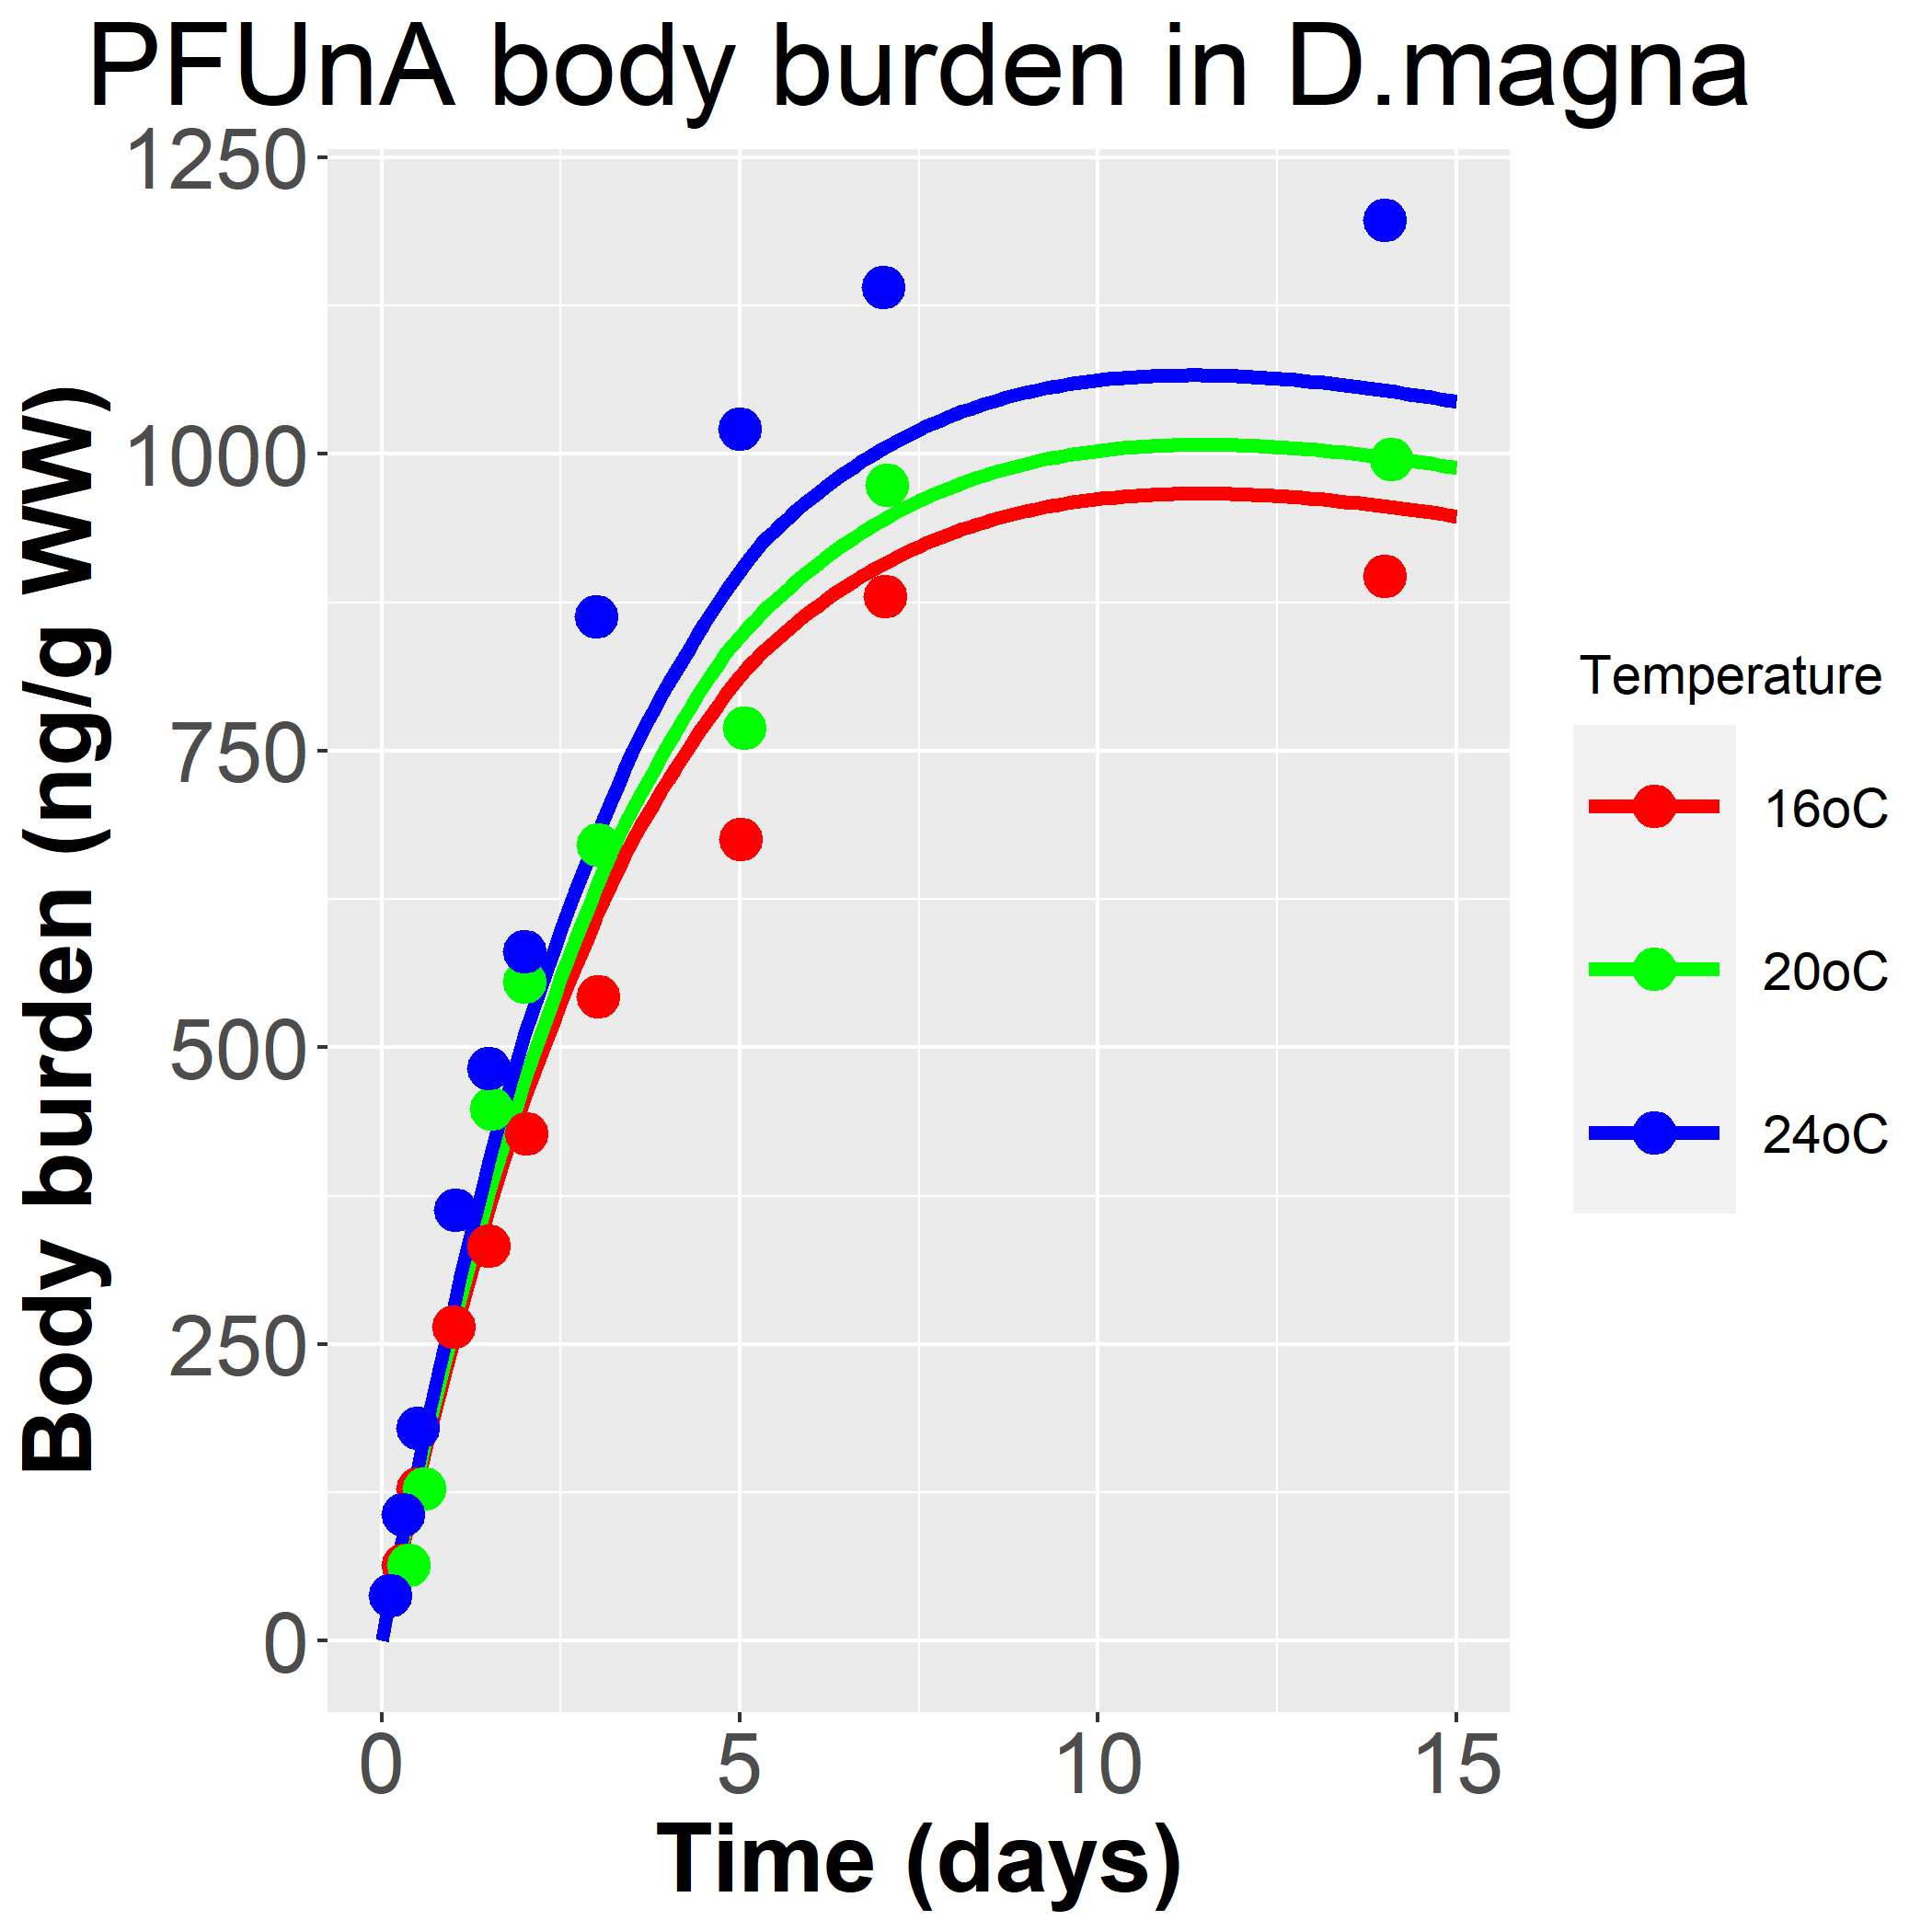 PFUnA body burden in D.magna
Body burden (ng/g WW)
1250
1000
750
500
250
0
0 5 10 15
Time (days)
Temperature
16oC
20oC
24oC